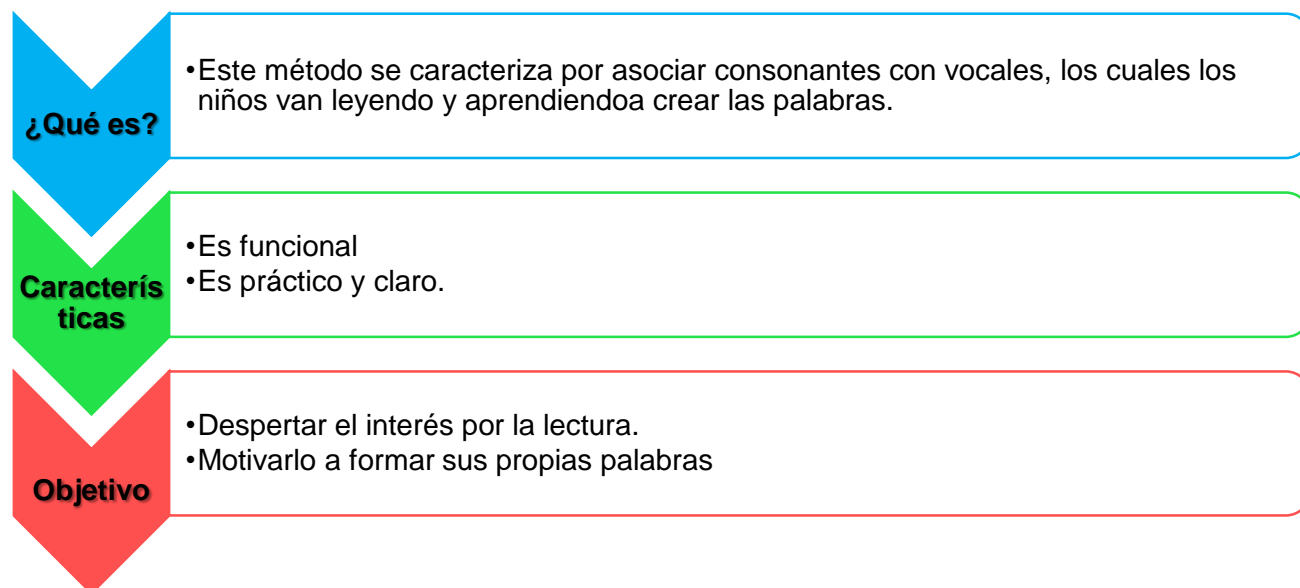 ¿Qué es?
•Este método se caracteriza por asociar consonantes con vocales, los cuales los
niños van leyendo y aprendiendoa crear las palabras.
Caracterís
ticas
•Es funcional
•Es práctico y claro.
Objetivo
•Despertar el interés por la lectura.
•Motivarlo a formar sus propias palabras